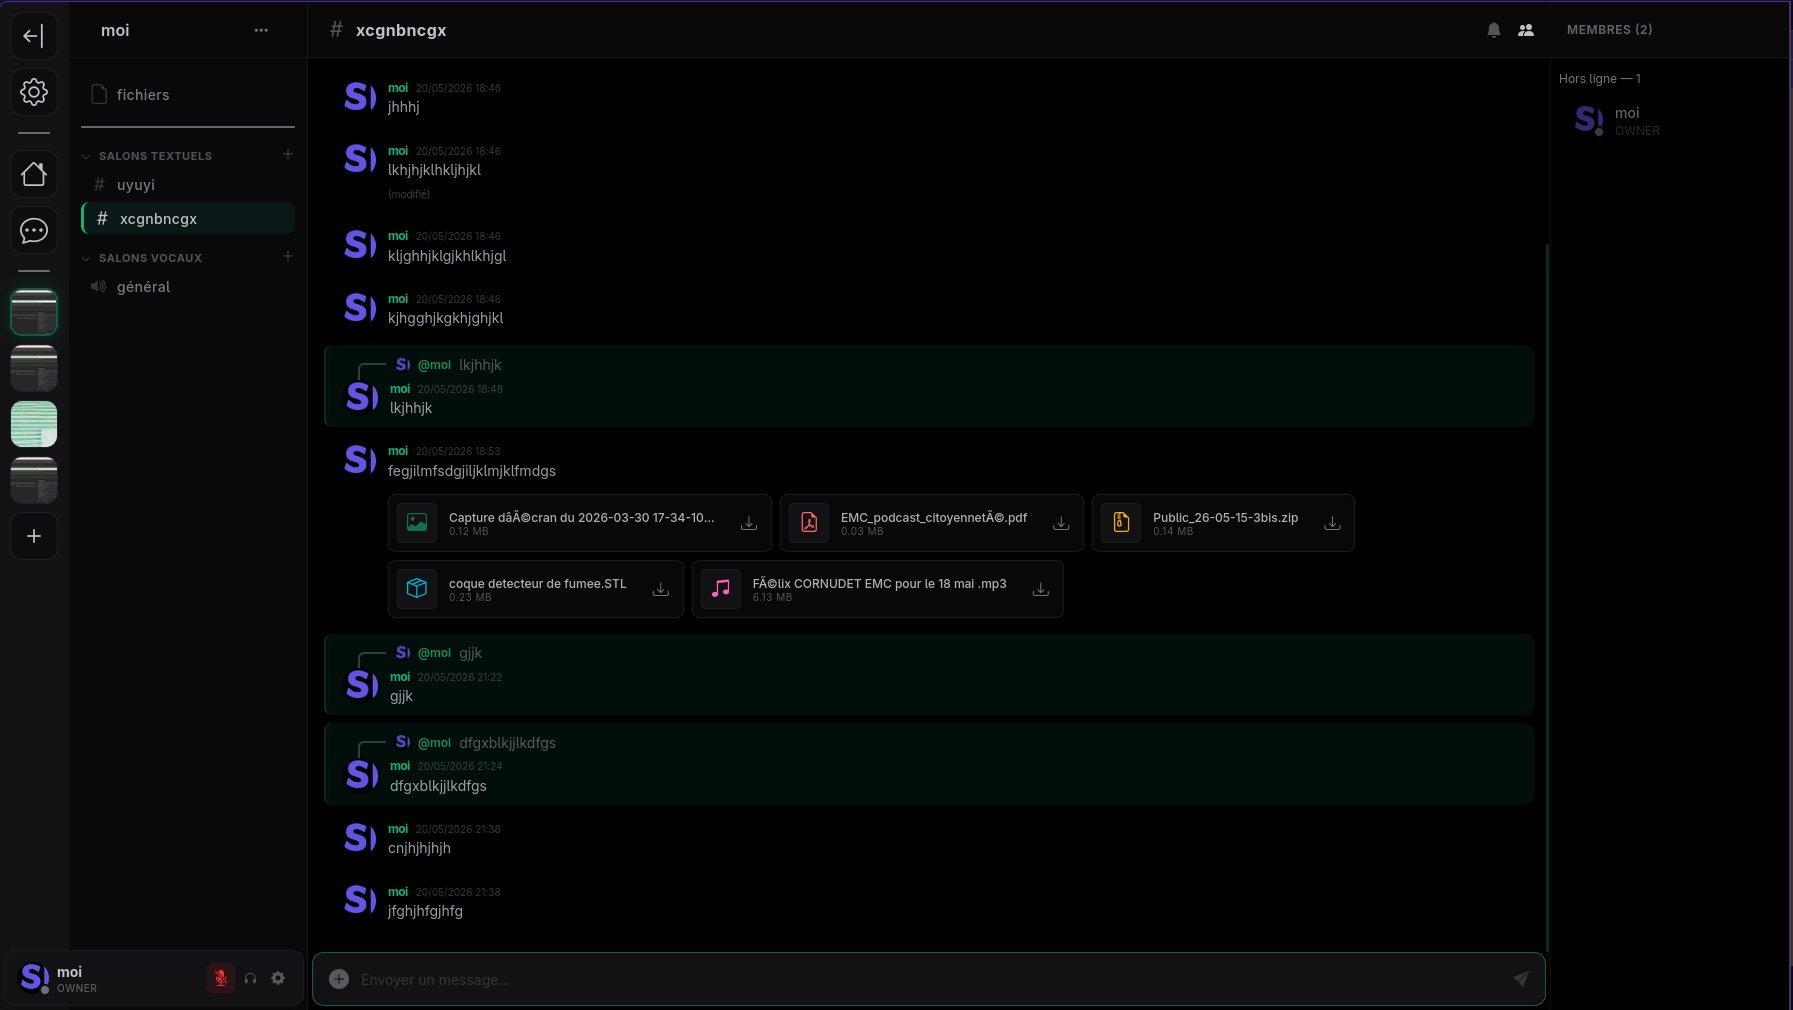 moi
...
fichiers
SALONS TEXTUELS
# uyuyi
# xcgnbncgx
SALONS VOCAUX
général
moi
OWNER
# xcgnbncgx
moi 20/05/2026 18:46
jhhhj
moi 20/05/2026 18:46
lkhjhjklhkljhjkl
(modifié)
moi 20/05/2026 18:46
kljghhjklgjkhlkhjgl
moi 20/05/2026 18:46
kjhgghjkgkhjghjkl
@moi lkjhhjk
moi 20/05/2026 18:48
lkjhhjk
moi 20/05/2026 18:53
fegjilmfsdgjiljklmjklfmdgs
Capture dâÃ©cran du 2026-03-30 17-34-10...
0.12 MB
EMC_podcast_citoyennetÃ©.pdf
0.03 MB
Public_26-05-15-3bis.zip
0.14 MB
coque detecteur de fumee.STL
0.23 MB
FÃ©lix CORNUDET EMC pour le 18 mai .mp3
6.13 MB
@moi gjjk
moi 20/05/2026 21:22
gjjk
@moi dfgxblkjjlkdfgs
moi 20/05/2026 21:24
dfgxblkjjlkdfgs
moi 20/05/2026 21:38
cnjhjhjhjh
moi 20/05/2026 21:38
jfghjhfgjhfg
Envoyer un message...
MEMBRES (2)
Hors ligne — 1
moi
OWNER